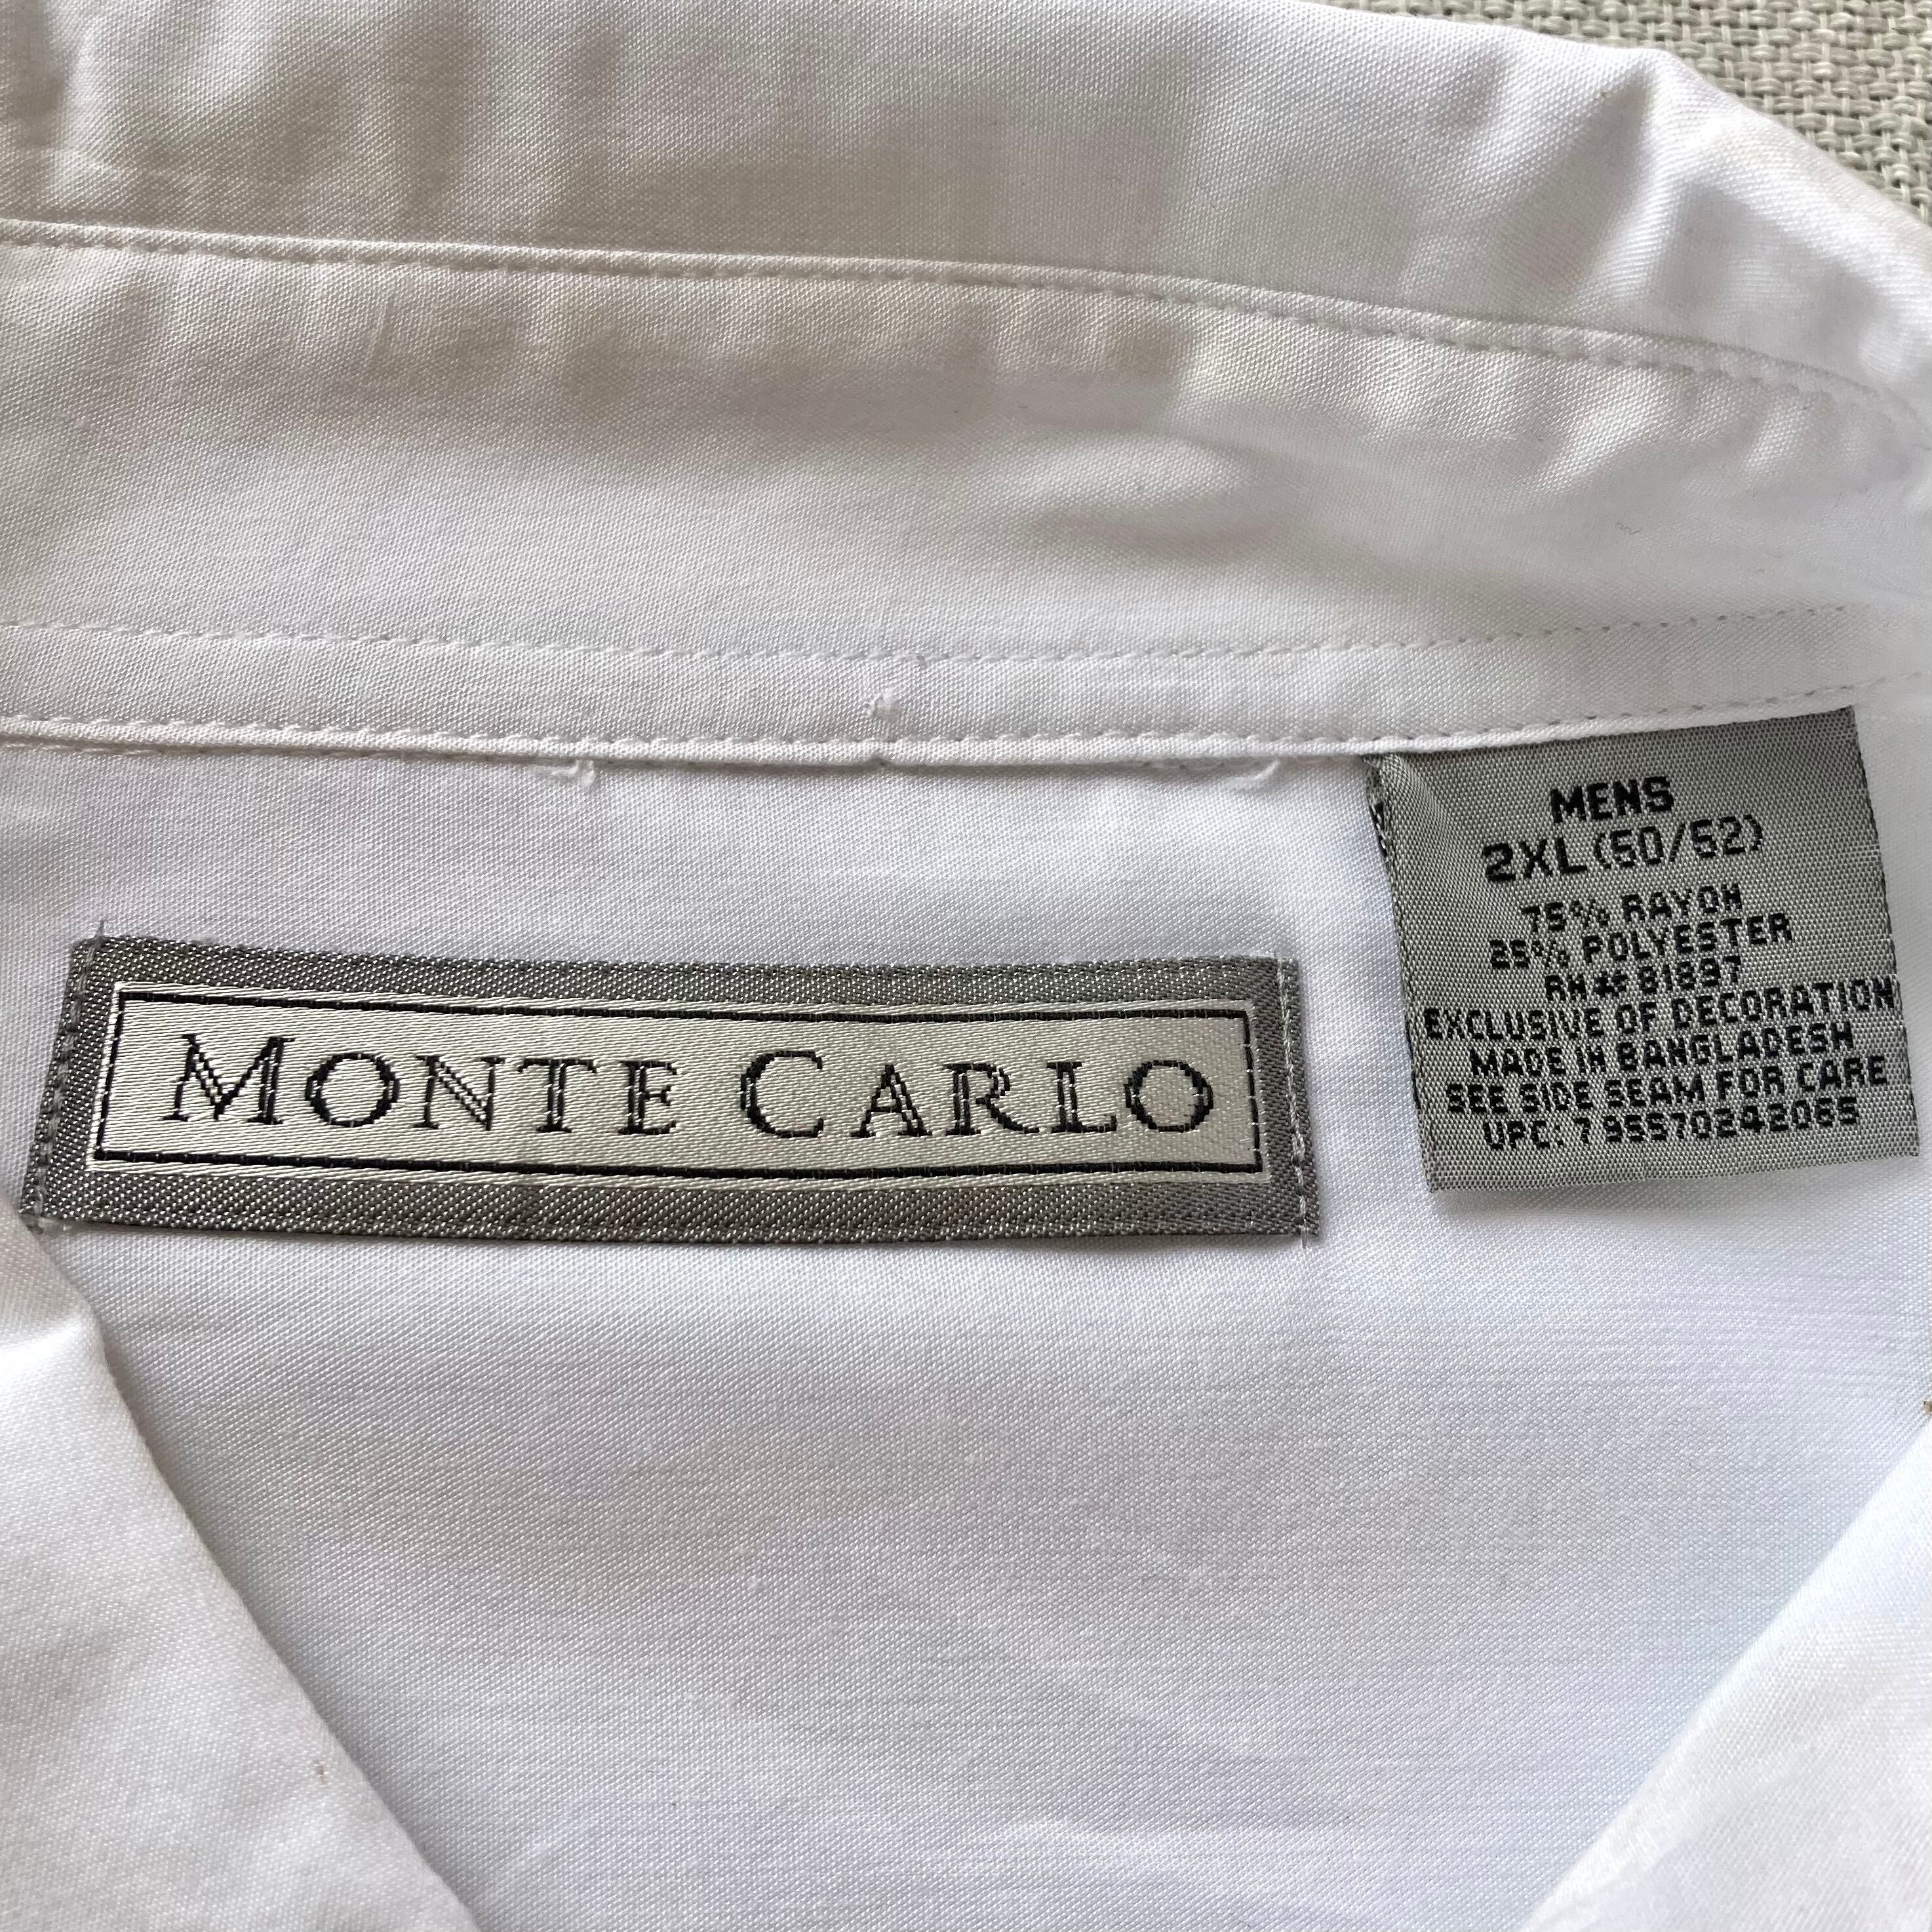 MONTE CARLO
MENS
2XL (50/52)
75% RAYON
25% POLYESTER
RN# 81897
EXCLUSIVE OF DECORATION
MADE IN BANGLADESH
SEE SIDE SEAM FOR CARE
UPC: 795570242065